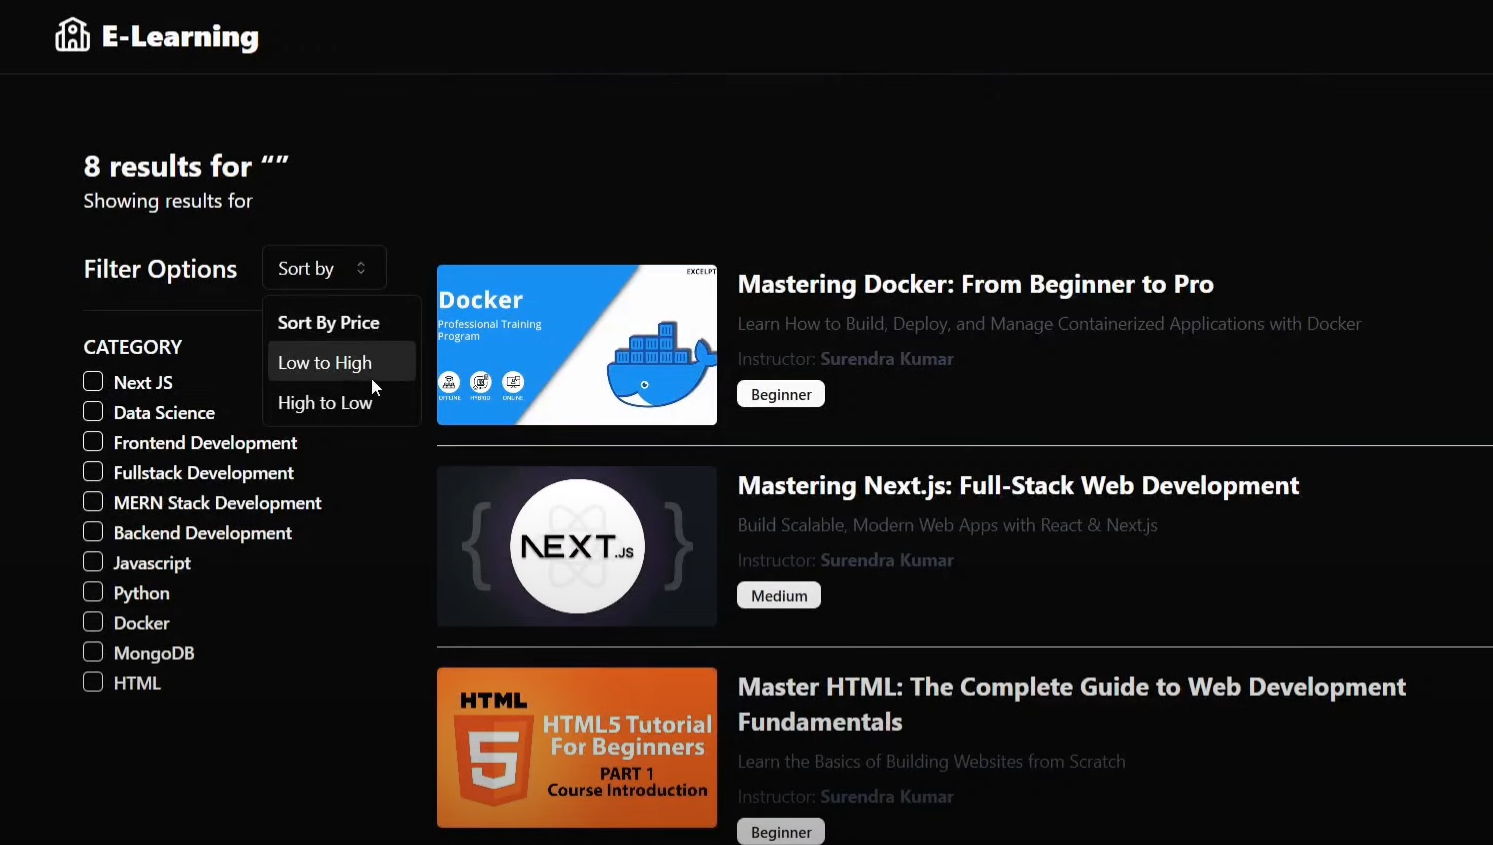 E-Learning
8 results for “”
Showing results for
Filter Options
Sort by
Sort By Price
Low to High
High to Low
CATEGORY
Next JS
Data Science
Frontend Development
Fullstack Development
MERN Stack Development
Backend Development
Javascript
Python
Docker
MongoDB
HTML
EXCELPT
Docker
Professional Training
Program
OFFLINE HYBRID ONLINE
Mastering Docker: From Beginner to Pro
Learn How to Build, Deploy, and Manage Containerized Applications with Docker
Instructor: Surendra Kumar
Beginner
NEXT.JS
Mastering Next.js: Full-Stack Web Development
Build Scalable, Modern Web Apps with React & Next.js
Instructor: Surendra Kumar
Medium
HTML
5
HTML5 Tutorial
For Beginners
PART 1
Course Introduction
Master HTML: The Complete Guide to Web Development
Fundamentals
Learn the Basics of Building Websites from Scratch
Instructor: Surendra Kumar
Beginner